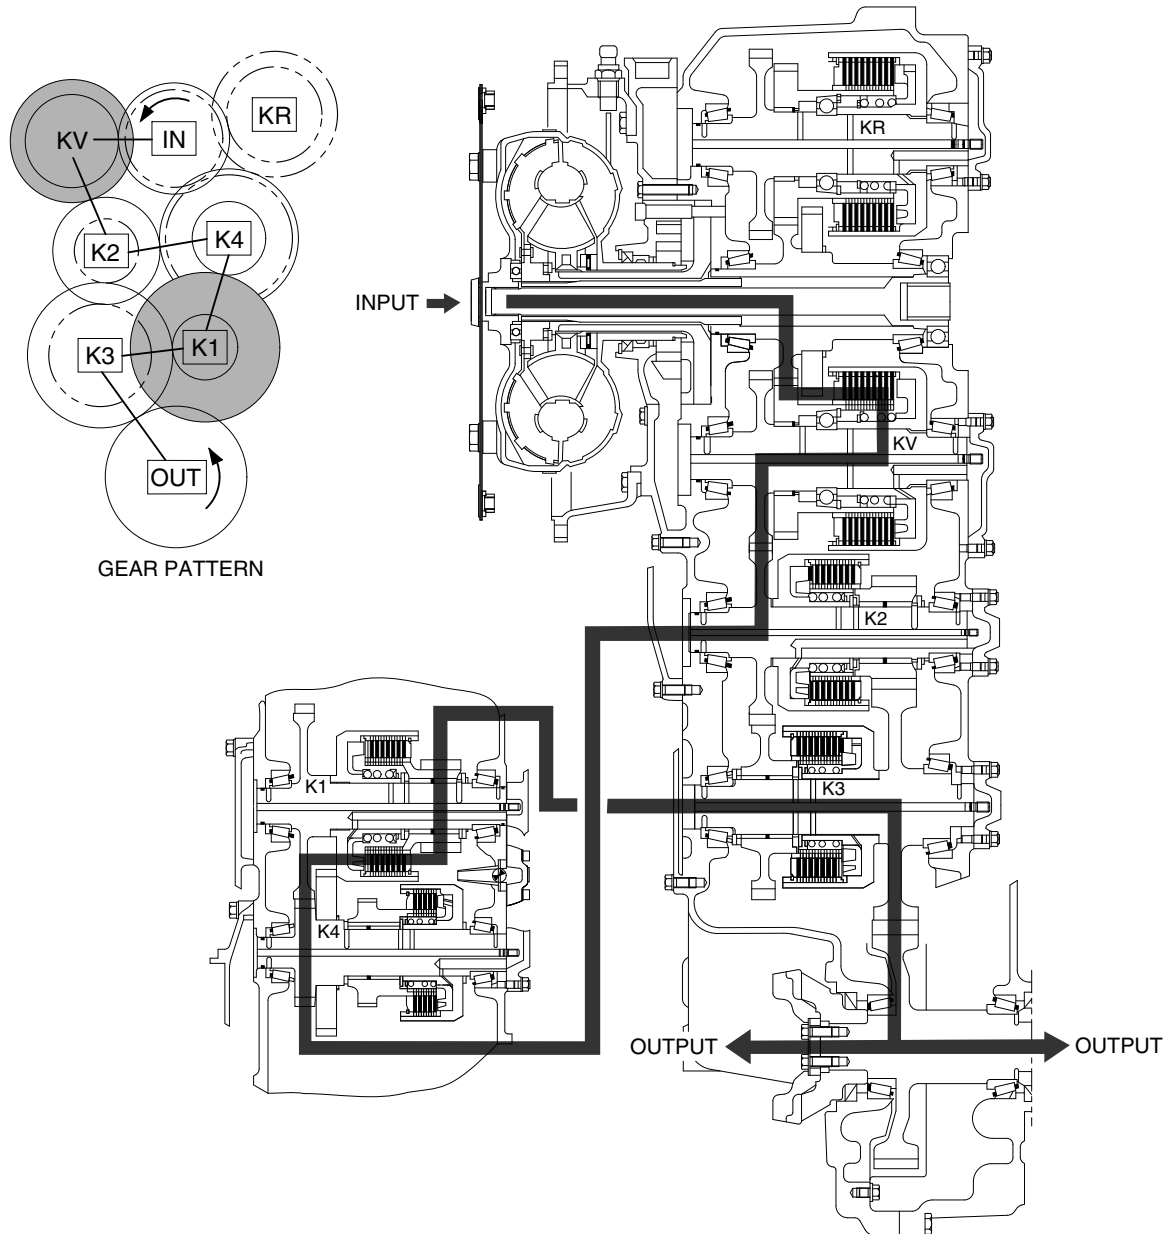 KV
IN
KR
K2
K4
K3
K1
OUT
GEAR PATTERN
INPUT
KR
KV
K2
K1
K3
K4
OUTPUT
OUTPUT